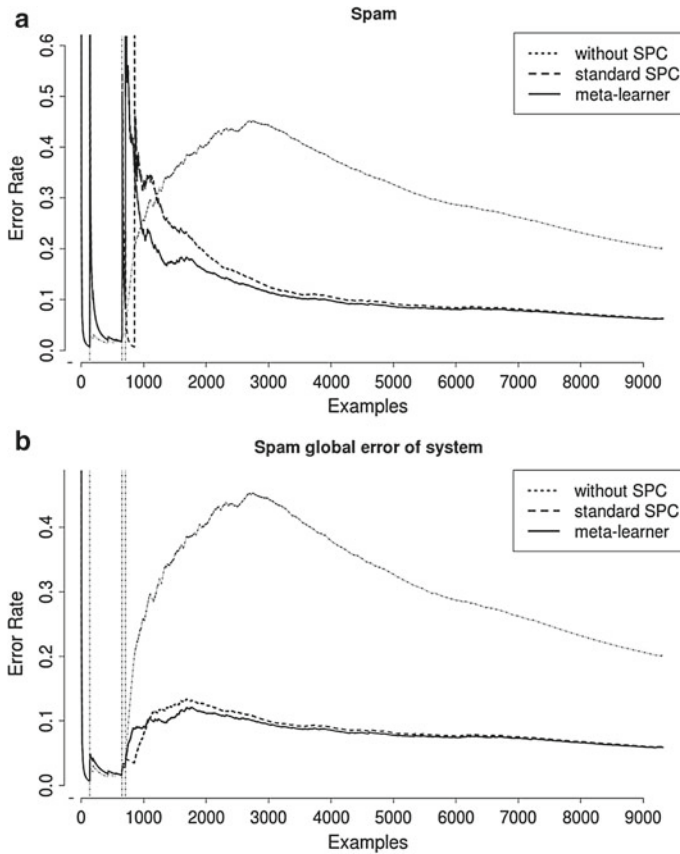 a
Spam
Error Rate
0.6
0.5
0.4
0.3
0.2
0.1
0.0
without SPC
standard SPC
meta-learner
0 1000 2000 3000 4000 5000 6000 7000 8000 9000
Examples
b
Spam global error of system
Error Rate
0.4
0.3
0.2
0.1
0.0
without SPC
standard SPC
meta-learner
0 1000 2000 3000 4000 5000 6000 7000 8000 9000
Examples